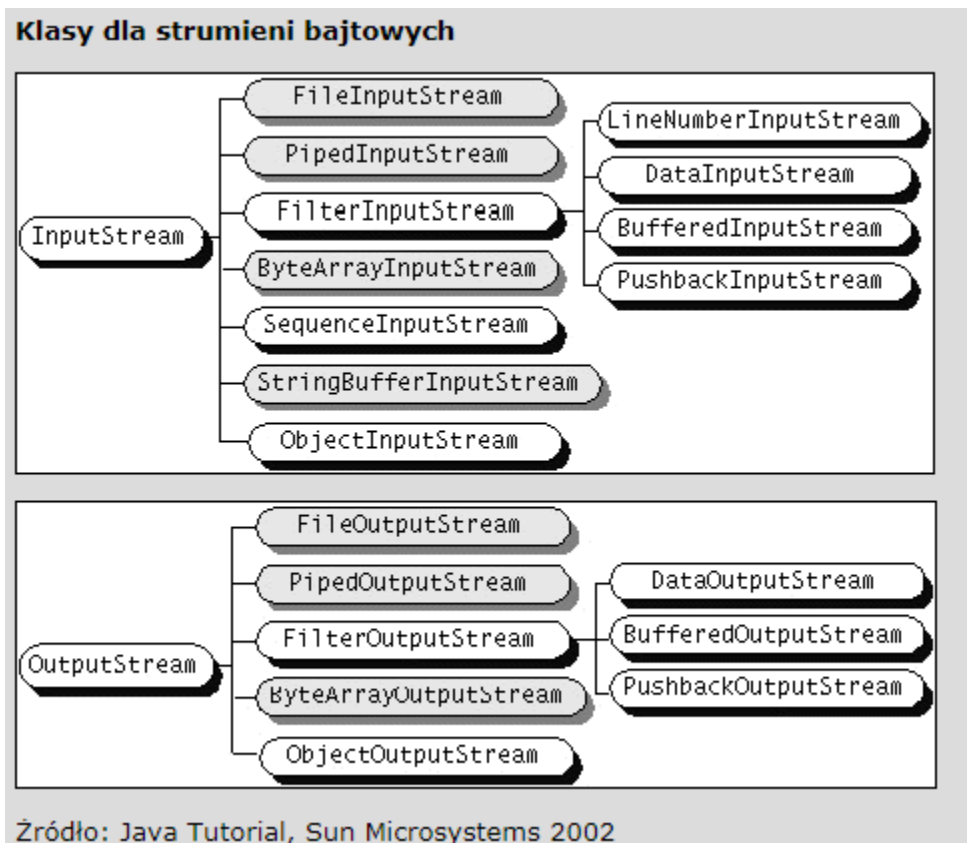 Klasy dla strumieni bajtowych
FileInputStream
PipedInputStream
FilterInputStream
InputStream
ByteArrayInputStream
SequenceInputStream
StringBufferInputStream
ObjectInputStream
LineNumberInputStream
DataInputStream
BufferedInputStream
PushbackInputStream
FileOutputStream
PipedOutputStream
FilterOutputStream
OutputStream
ByteArrayOutputStream
ObjectOutputStream
DataOutputStream
BufferedOutputStream
PushbackOutputStream
Źródło: Java Tutorial, Sun Microsystems 2002